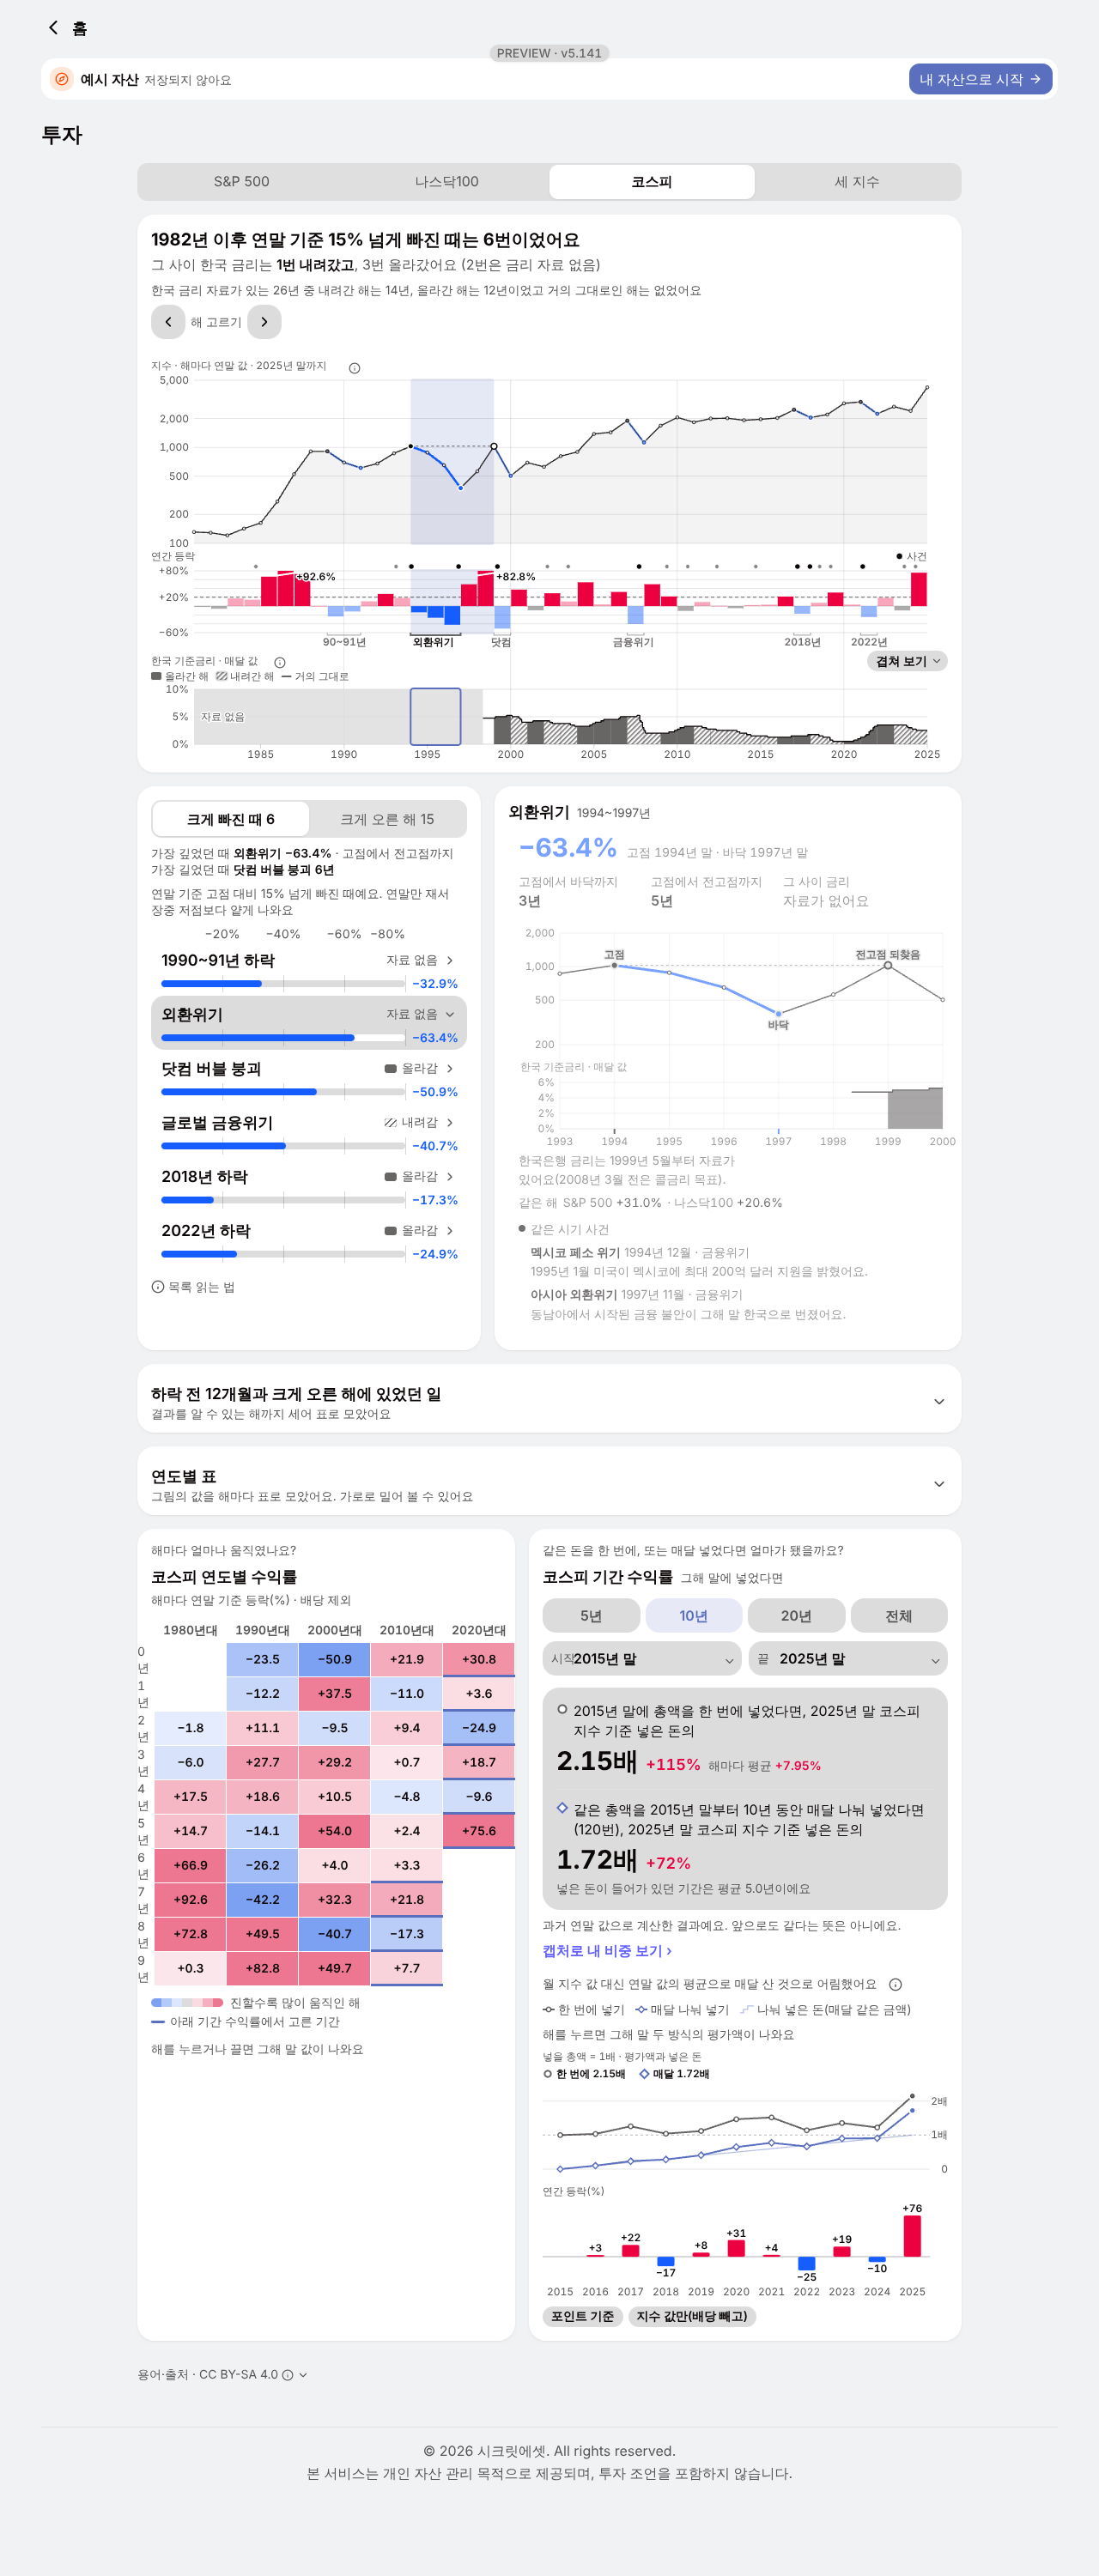 홈
PREVIEW · v5.141
예시 자산 저장되지 않아요
내 자산으로 시작 →
투자
S&P 500 나스닥100 코스피 세 지수
1982년 이후 연말 기준 15% 넘게 빠진 때는 6번이었어요
그 사이 한국 금리는 1번 내려갔고, 3번 올라갔어요 (2번은 금리 자료 없음)
한국 금리 자료가 있는 26년 중 내려간 해는 14년, 올라간 해는 12년이었고 거의 그대로인 해는 없었어요
해 고르기
지수 · 해마다 연말 값 · 2025년 말까지
5,000
2,000
1,000
500
200
100
연간 등락
사건
+80%
+92.6% +82.8%
+20%
−60%
90~91년 외환위기 닷컴 금융위기 2018년 2022년
한국 기준금리 · 매달 값
겹쳐 보기
올라간 해 내려간 해 거의 그대로
10%
5%
자료 없음
0%
1985 1990 1995 2000 2005 2010 2015 2020 2025
크게 빠진 때 6 크게 오른 해 15
가장 깊었던 때 외환위기 −63.4% · 고점에서 전고점까지
가장 길었던 때 닷컴 버블 붕괴 6년
연말 기준 고점 대비 15% 넘게 빠진 때예요. 연말만 재서
장중 저점보다 얕게 나와요
−20% −40% −60% −80%
1990~91년 하락 자료 없음
−32.9%
외환위기 자료 없음
−63.4%
닷컴 버블 붕괴 올라감
−50.9%
글로벌 금융위기 내려감
−40.7%
2018년 하락 올라감
−17.3%
2022년 하락 올라감
−24.9%
목록 읽는 법
외환위기 1994~1997년
−63.4% 고점 1994년 말 · 바닥 1997년 말
고점에서 바닥까지 고점에서 전고점까지 그 사이 금리
3년 5년 자료가 없어요
2,000
고점 전고점 되찾음
1,000
500
바닥
200
한국 기준금리 · 매달 값
6%
4%
2%
0%
1993 1994 1995 1996 1997 1998 1999 2000
한국은행 금리는 1999년 5월부터 자료가
있어요(2008년 3월 전은 콜금리 목표).
같은 해 S&P 500 +31.0% · 나스닥100 +20.6%
같은 시기 사건
멕시코 페소 위기 1994년 12월 · 금융위기
1995년 1월 미국이 멕시코에 최대 200억 달러 지원을 밝혔어요.
아시아 외환위기 1997년 11월 · 금융위기
동남아에서 시작된 금융 불안이 그해 말 한국으로 번졌어요.
하락 전 12개월과 크게 오른 해에 있었던 일
결과를 알 수 있는 해까지 세어 표로 모았어요
연도별 표
그림의 값을 해마다 표로 모았어요. 가로로 밀어 볼 수 있어요
해마다 얼마나 움직였나요?
코스피 연도별 수익률
해마다 연말 기준 등락(%) · 배당 제외
1980년대 1990년대 2000년대 2010년대 2020년대
0년 −23.5 −50.9 +21.9 +30.8
1년 −12.2 +37.5 −11.0 +3.6
2년 −1.8 +11.1 −9.5 +9.4 −24.9
3년 −6.0 +27.7 +29.2 +0.7 +18.7
4년 +17.5 +18.6 +10.5 −4.8 −9.6
5년 +14.7 −14.1 +54.0 +2.4 +75.6
6년 +66.9 −26.2 +4.0 +3.3
7년 +92.6 −42.2 +32.3 +21.8
8년 +72.8 +49.5 −40.7 −17.3
9년 +0.3 +82.8 +49.7 +7.7
진할수록 많이 움직인 해
아래 기간 수익률에서 고른 기간
해를 누르거나 끌면 그해 말 값이 나와요
같은 돈을 한 번에, 또는 매달 넣었다면 얼마가 됐을까요?
코스피 기간 수익률 그해 말에 넣었다면
5년 10년 20년 전체
시작 2015년 말 끝 2025년 말
2015년 말에 총액을 한 번에 넣었다면, 2025년 말 코스피
지수 기준 넣은 돈의
2.15배 +115% 해마다 평균 +7.95%
같은 총액을 2015년 말부터 10년 동안 매달 나눠 넣었다면
(120번), 2025년 말 코스피 지수 기준 넣은 돈의
1.72배 +72%
넣은 돈이 들어가 있던 기간은 평균 5.0년이에요
과거 연말 값으로 계산한 결과예요. 앞으로도 같다는 뜻은 아니에요.
캡처로 내 비중 보기 ›
월 지수 값 대신 연말 값의 평균으로 매달 산 것으로 어림했어요
한 번에 넣기 매달 나눠 넣기 나눠 넣은 돈(매달 같은 금액)
해를 누르면 그해 말 두 방식의 평가액이 나와요
넣을 총액 = 1배 · 평가액과 넣은 돈
한 번에 2.15배 매달 1.72배
2배
1배
0
연간 등락(%)
+3 +22 −17 +8 +31 +4 −25 +19 −10 +76
2015 2016 2017 2018 2019 2020 2021 2022 2023 2024 2025
포인트 기준 지수 값만(배당 빼고)
용어·출처 · CC BY-SA 4.0
© 2026 시크릿에셋. All rights reserved.
본 서비스는 개인 자산 관리 목적으로 제공되며, 투자 조언을 포함하지 않습니다.